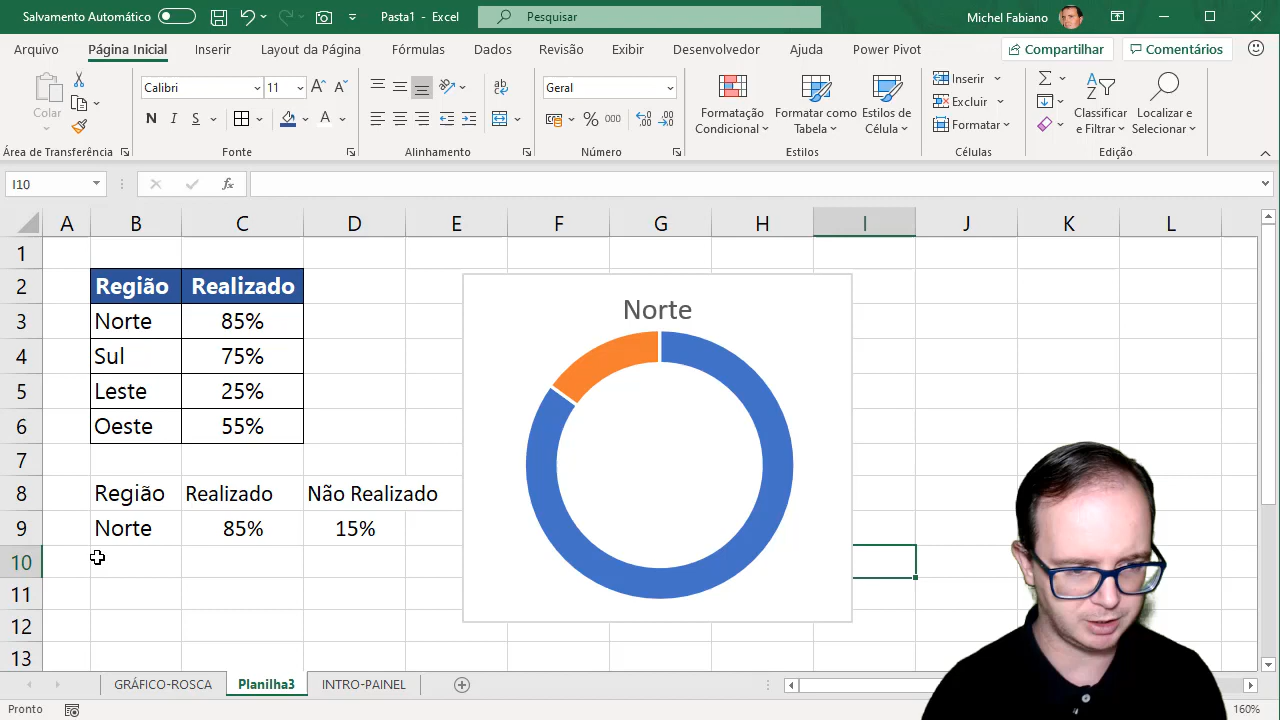 Salvamento Automático
Pasta1 - Excel
Pesquisar
Michel Fabiano
Arquivo
Página Inicial
Inserir
Layout da Página
Fórmulas
Dados
Revisão
Exibir
Desenvolvedor
Ajuda
Power Pivot
Compartilhar
Comentários
Colar
Calibri
11
N
I
S
A
ab
Geral
%
000
Formatação
Condicional
Formatar como
Tabela
Estilos de
Célula
Inserir
Excluir
Formatar
Classificar
e Filtrar
Localizar e
Selecionar
Área de Transferência
Fonte
Alinhamento
Número
Estilos
Células
Edição
I10
fx
A B C D E F G H I J K L
1
2 Região Realizado
3 Norte 85%
4 Sul 75%
5 Leste 25%
6 Oeste 55%
7
8 Região Realizado Não Realizado
9 Norte 85% 15%
10
11
12
13
Norte
GRÁFICO-ROSCA
Planilha3
INTRO-PAINEL
Pronto
160%